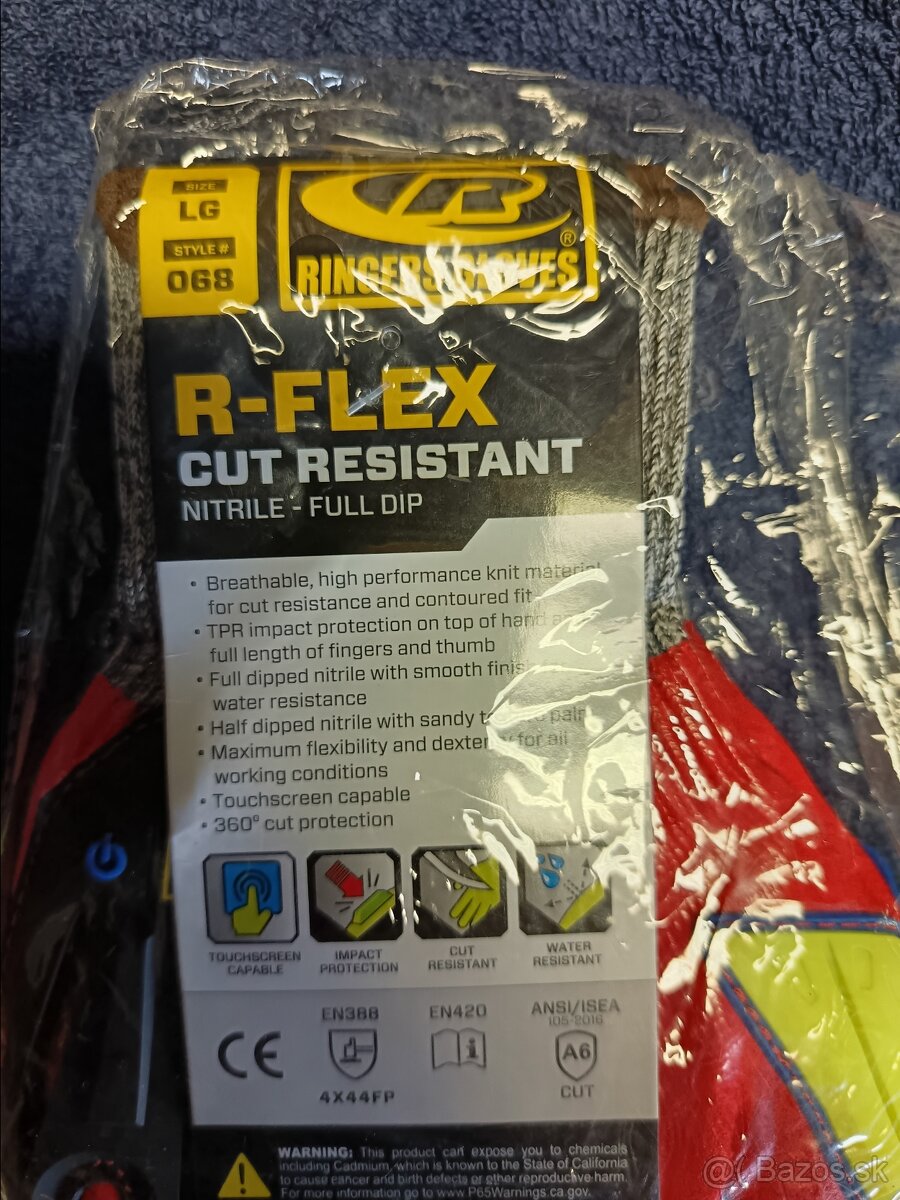 SIZE
LG
STYLE #
068
RINGERS GLOVES®
R-FLEX
CUT RESISTANT
NITRILE - FULL DIP
• Breathable, high performance knit material
for cut resistance and contoured fit
• TPR impact protection on top of hand
full length of fingers and thumb
• Full dipped nitrile with smooth
water resistance
• Half dipped nitrile with sandy
• Maximum flexibility and dexterity for all
working conditions
• Touchscreen capable
• 360° cut protection
TOUCHSCREEN
CAPABLE
IMPACT
PROTECTION
CUT
RESISTANT
WATER
RESISTANT
CE
EN388
4X44FP
EN420
ANSI/ISEA
105-2016
A6
CUT
WARNING: This product can expose you to chemicals
including Cadmium, which is known to the State of California
to cause cancer and birth defects or other reproductive harm.
For more information go to www.P65Warnings.ca.gov.
Bazos.sk